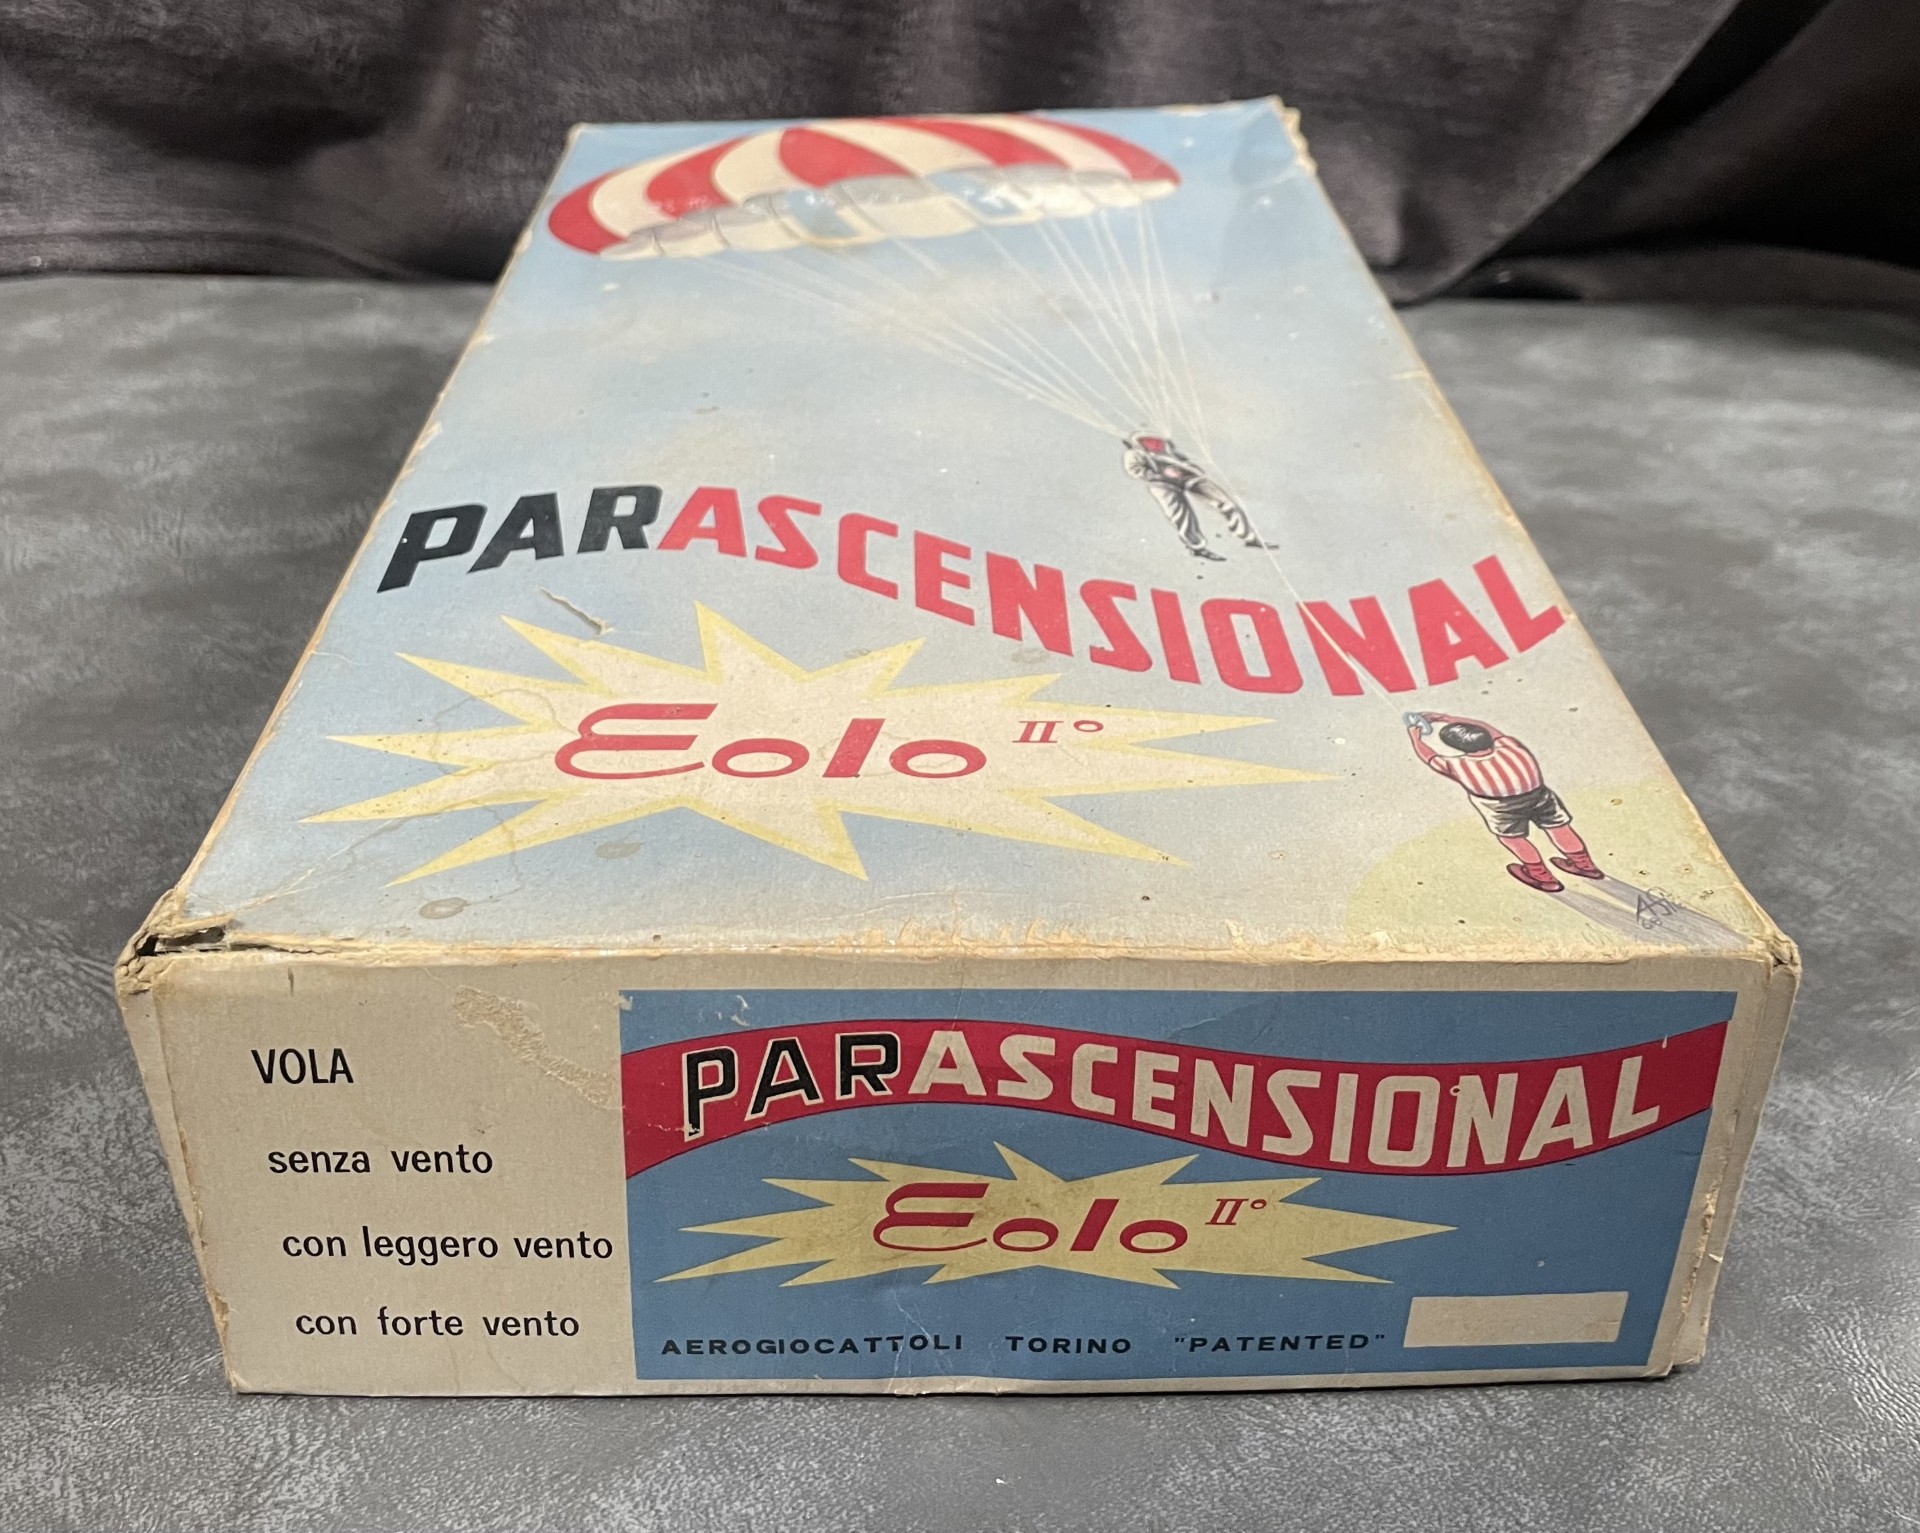 PARASCENSIONAL
Eolo II°
VOLA
senza vento
con leggero vento
con forte vento
PARASCENSIONAL
Eolo II°
AEROGIOCATTOLI TORINO "PATENTED"